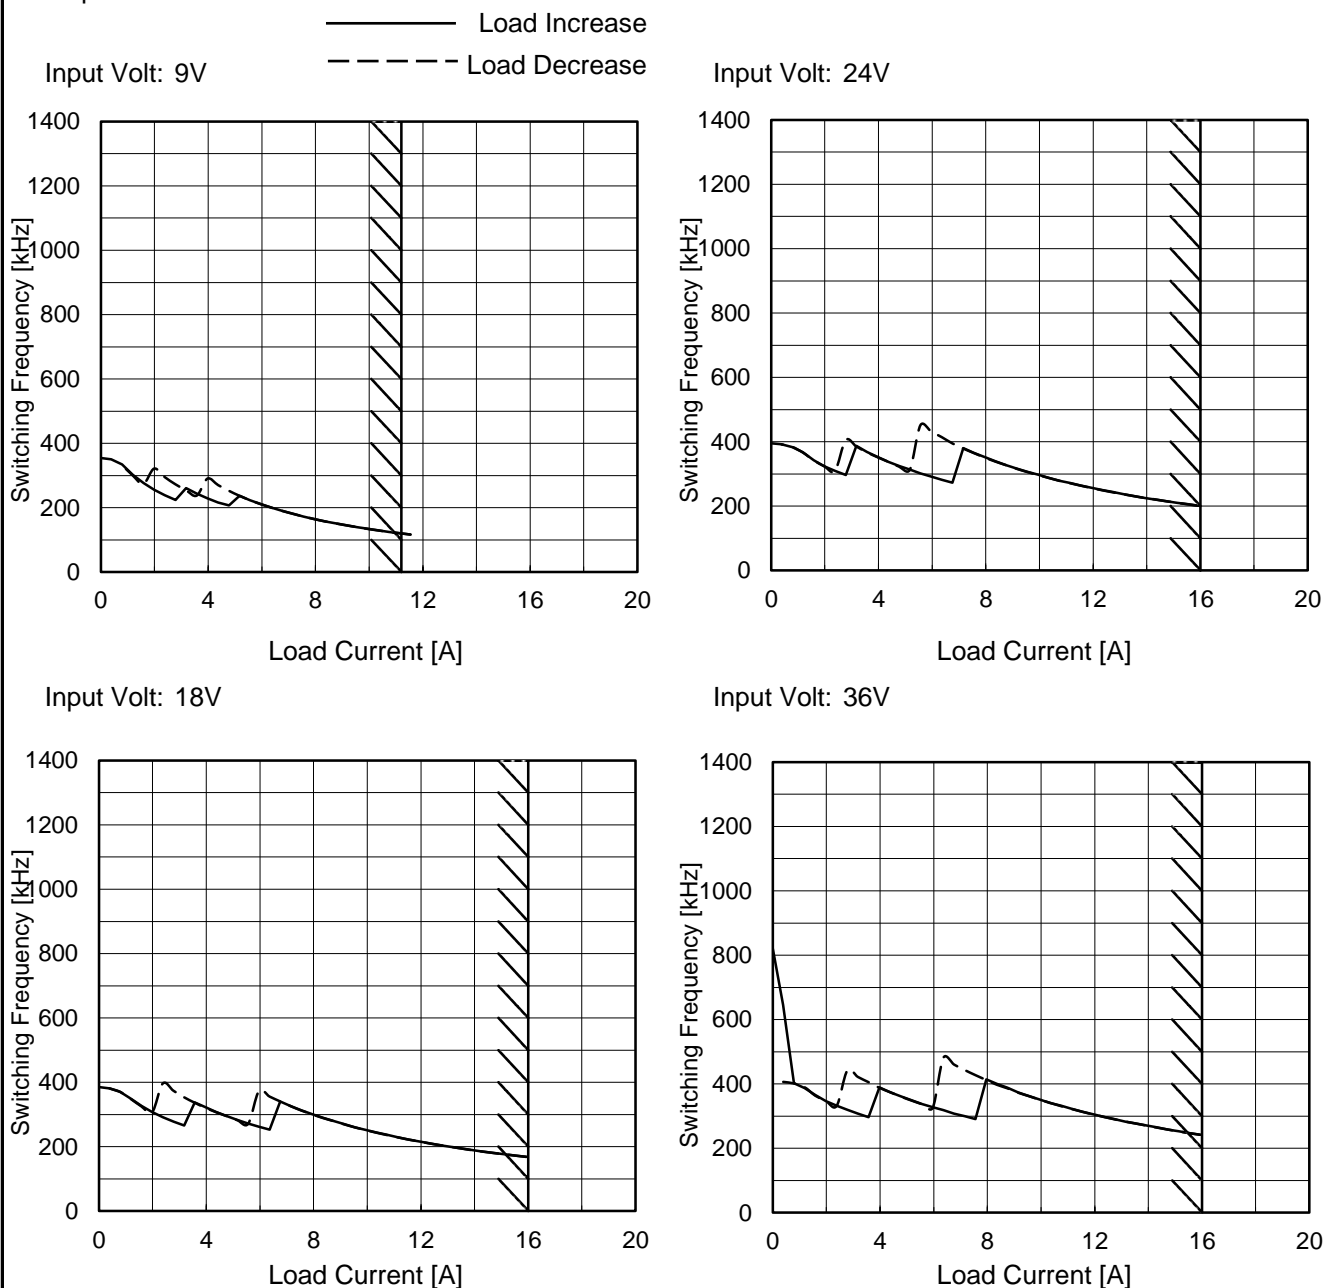 Load Increase
Load Decrease
Input Volt: 9V
1400
1200
1000
800
600
400
200
0
0 4 8 12 16 20
Switching Frequency [kHz]
Load Current [A]
Input Volt: 24V
1400
1200
1000
800
600
400
200
0
0 4 8 12 16 20
Switching Frequency [kHz]
Load Current [A]
Input Volt: 18V
1400
1200
1000
800
600
400
200
0
0 4 8 12 16 20
Switching Frequency [kHz]
Load Current [A]
Input Volt: 36V
1400
1200
1000
800
600
400
200
0
0 4 8 12 16 20
Switching Frequency [kHz]
Load Current [A]